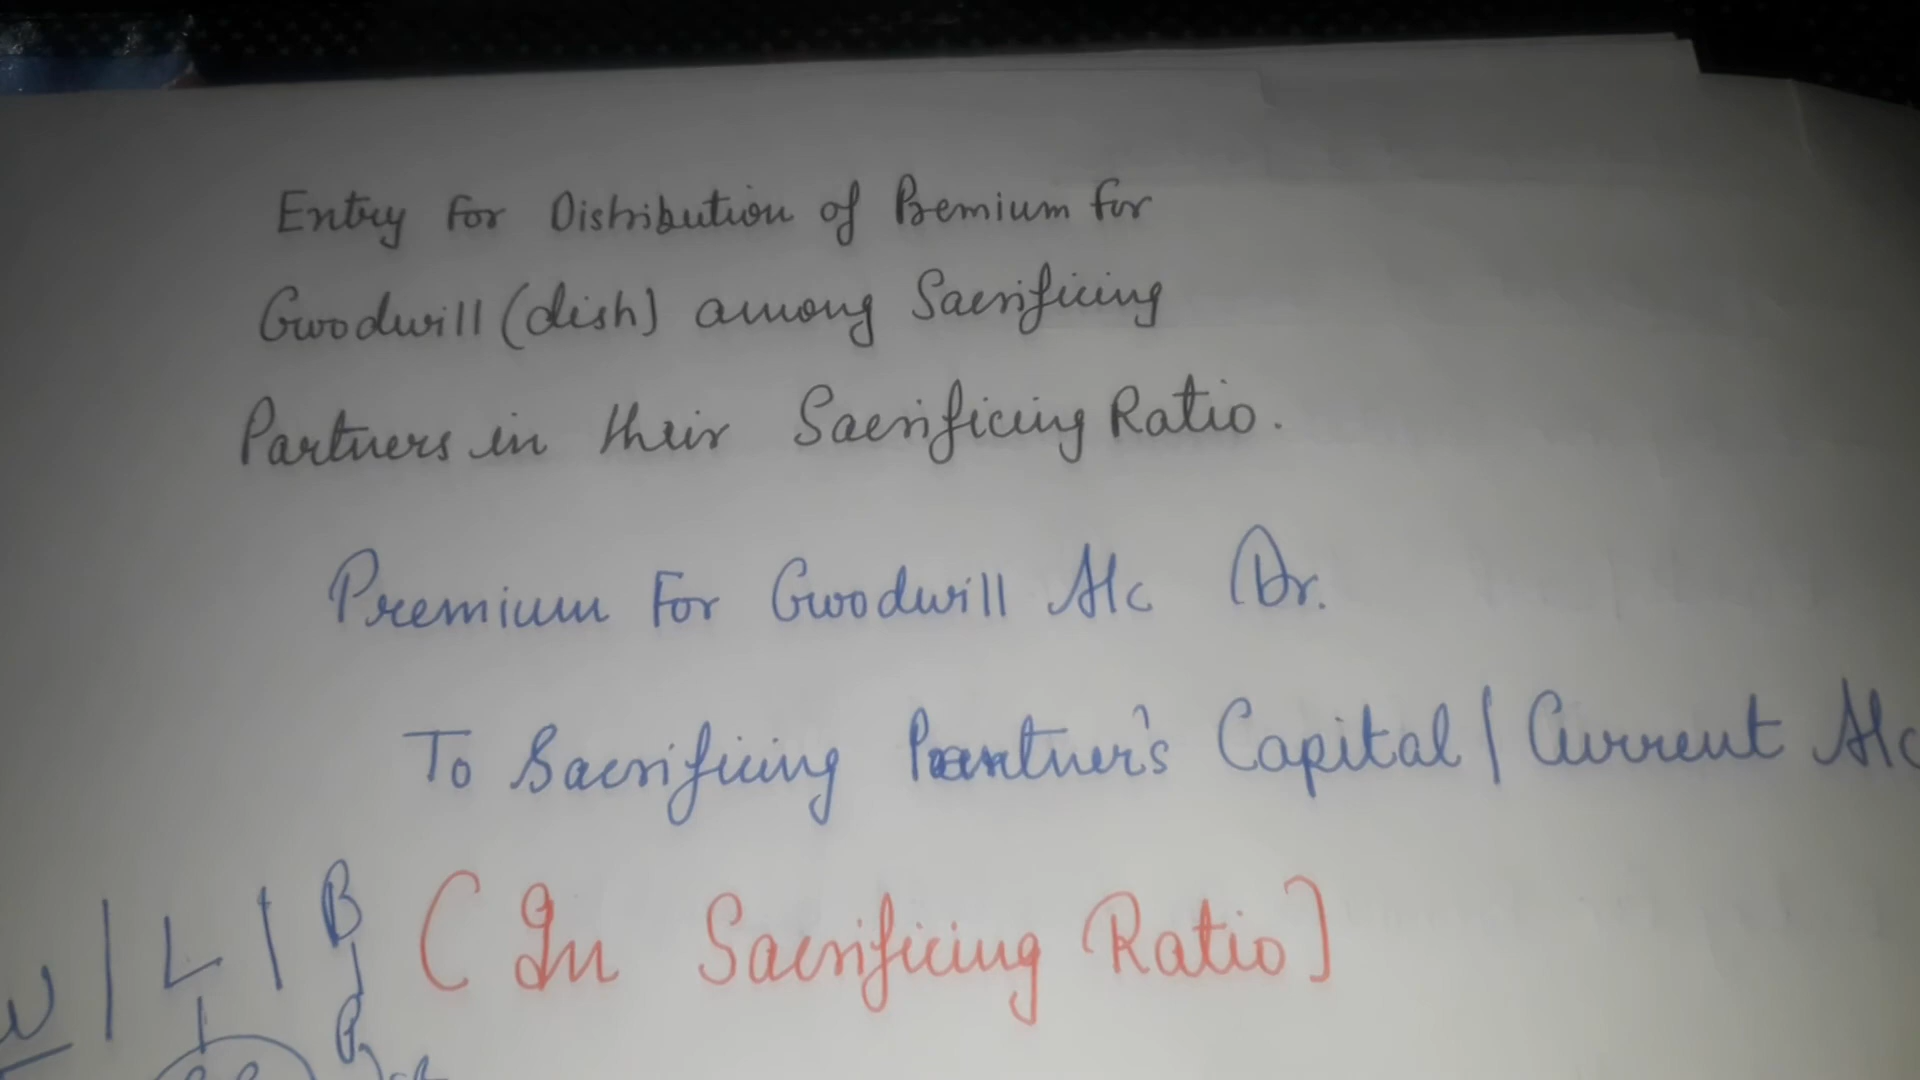 Entry For Distribution of Premium for
Goodwill (dish) among Sacrificing
Partners in their Sacrificing Ratio.
Premium For Goodwill A/c Dr.
To Sacrificing Partner's Capital / Current A/c
(In Sacrificing Ratio)
| L | B